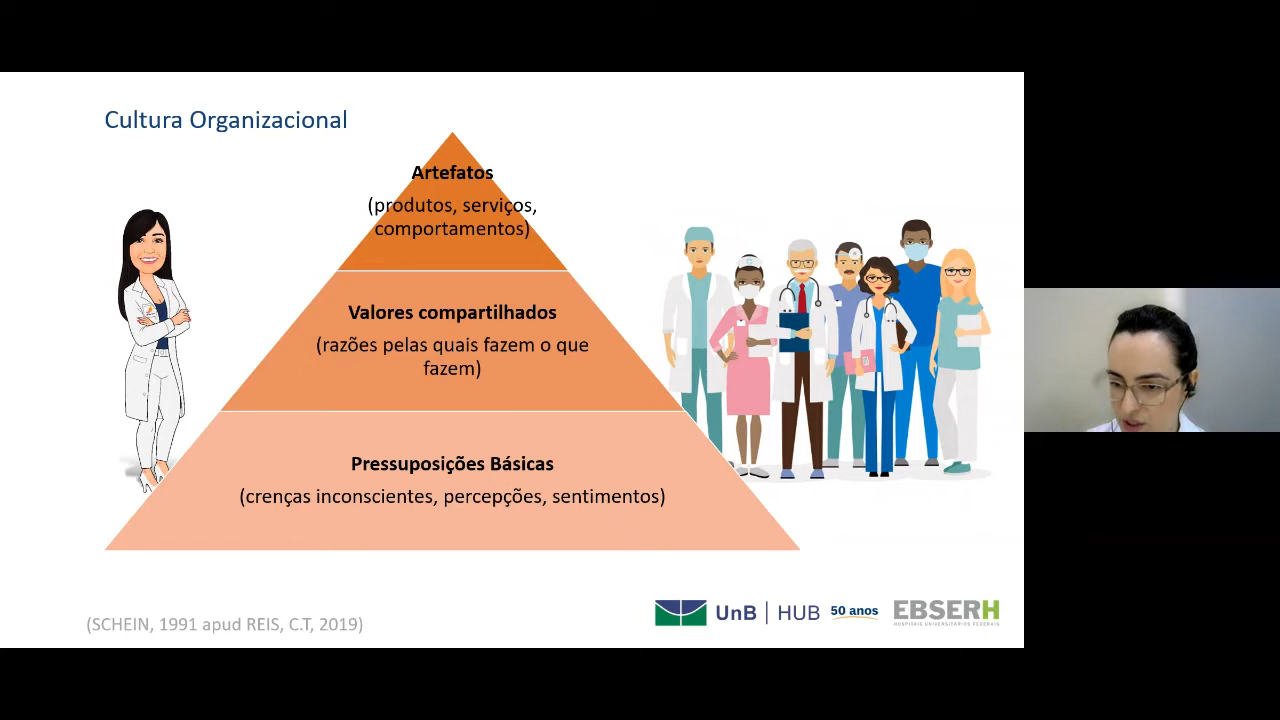 Cultura Organizacional
Artefatos
(produtos, serviços,
comportamentos)
Valores compartilhados
(razões pelas quais fazem o que
fazem)
Pressuposições Básicas
(crenças inconscientes, percepções, sentimentos)
(SCHEIN, 1991 apud REIS, C.T, 2019)
UnB | HUB 50 anos
EBSERH
HOSPITAIS UNIVERSITÁRIOS FEDERAIS